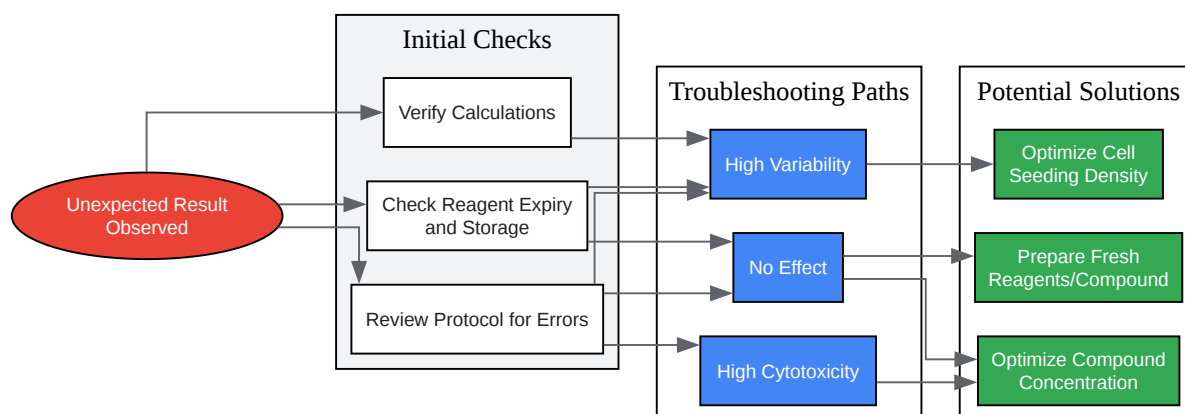 Initial Checks
Verify Calculations
Check Reagent Expiry
and Storage
Review Protocol for Errors
Unexpected Result
Observed
Troubleshooting Paths
High Variability
No Effect
High Cytotoxicity
Potential Solutions
Optimize Cell
Seeding Density
Prepare Fresh
Reagents/Compound
Optimize Compound
Concentration